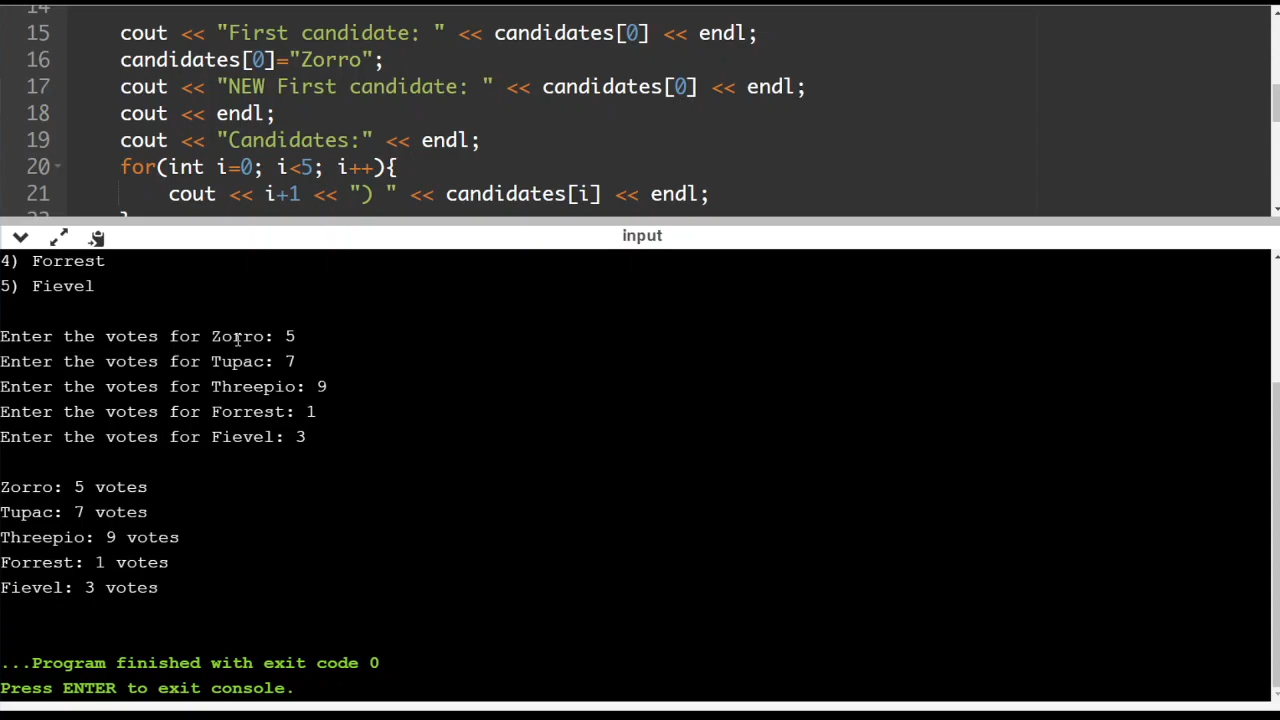 14
15 cout << "First candidate: " << candidates[0] << endl;
16 candidates[0]="Zorro";
17 cout << "NEW First candidate: " << candidates[0] << endl;
18 cout << endl;
19 cout << "Candidates:" << endl;
20 for(int i=0; i<5; i++){
21 cout << i+1 << ") " << candidates[i] << endl;
22 }
input
4) Forrest
5) Fievel
Enter the votes for Zorro: 5
Enter the votes for Tupac: 7
Enter the votes for Threepio: 9
Enter the votes for Forrest: 1
Enter the votes for Fievel: 3
Zorro: 5 votes
Tupac: 7 votes
Threepio: 9 votes
Forrest: 1 votes
Fievel: 3 votes
...Program finished with exit code 0
Press ENTER to exit console.